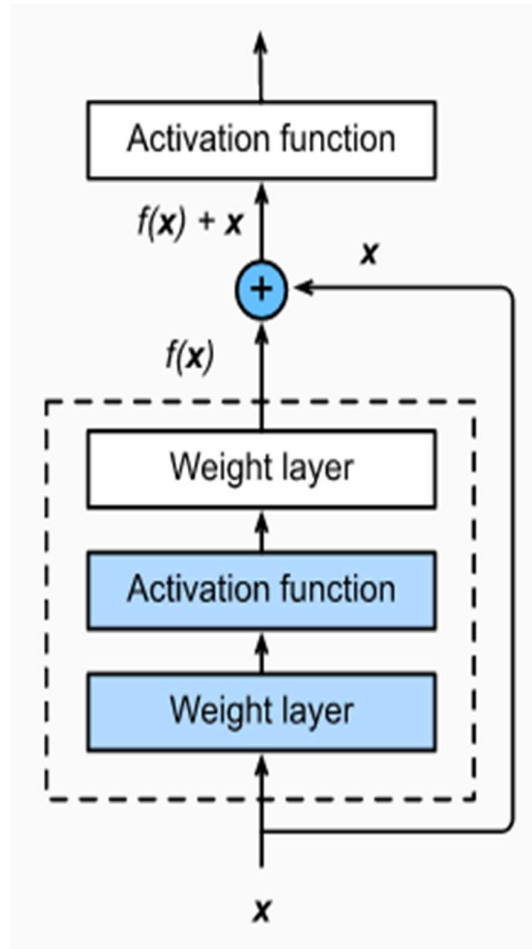 Activation function
f(x) + x
x
+
f(x)
Weight layer
Activation function
Weight layer
x